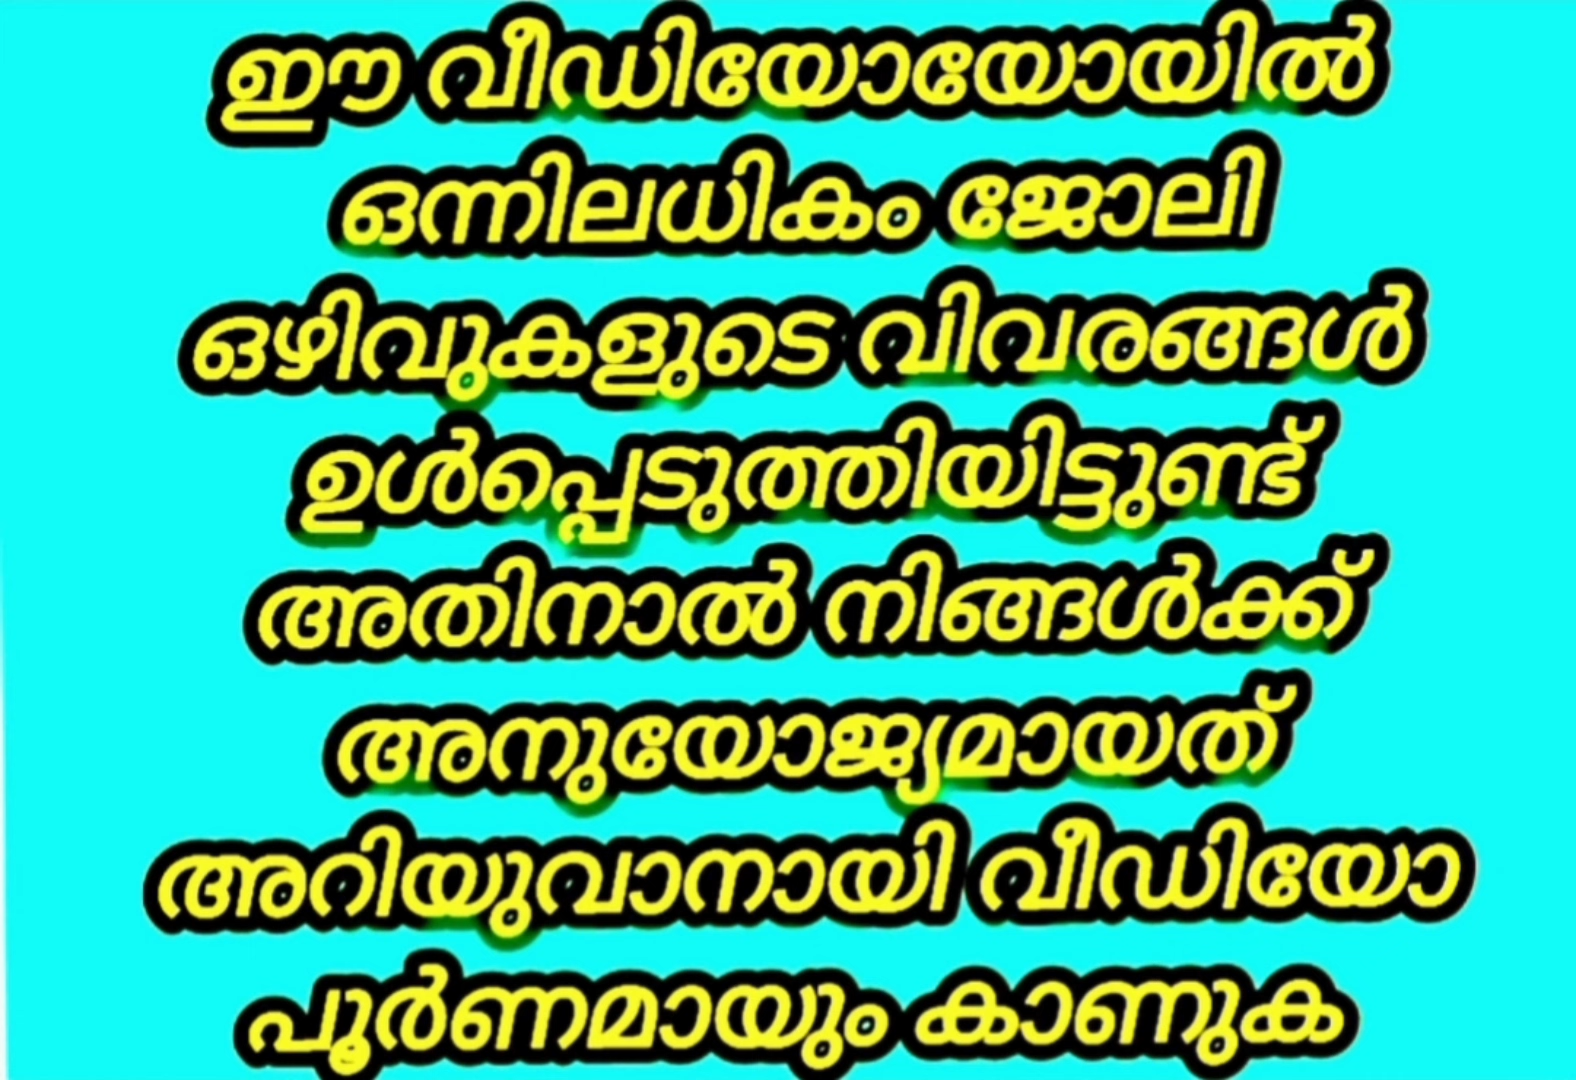 ഈ വീഡിയോയോയിൽ
ഒന്നിലധികം ജോലി
ഒഴിവുകളുടെ വിവരങ്ങൾ
ഉൾപ്പെടുത്തിയിട്ടുണ്ട്
അതിനാൽ നിങ്ങൾക്ക്
അനുയോജ്യമായത്
അറിയുവാനായി വീഡിയോ
പൂർണമായും കാണുക